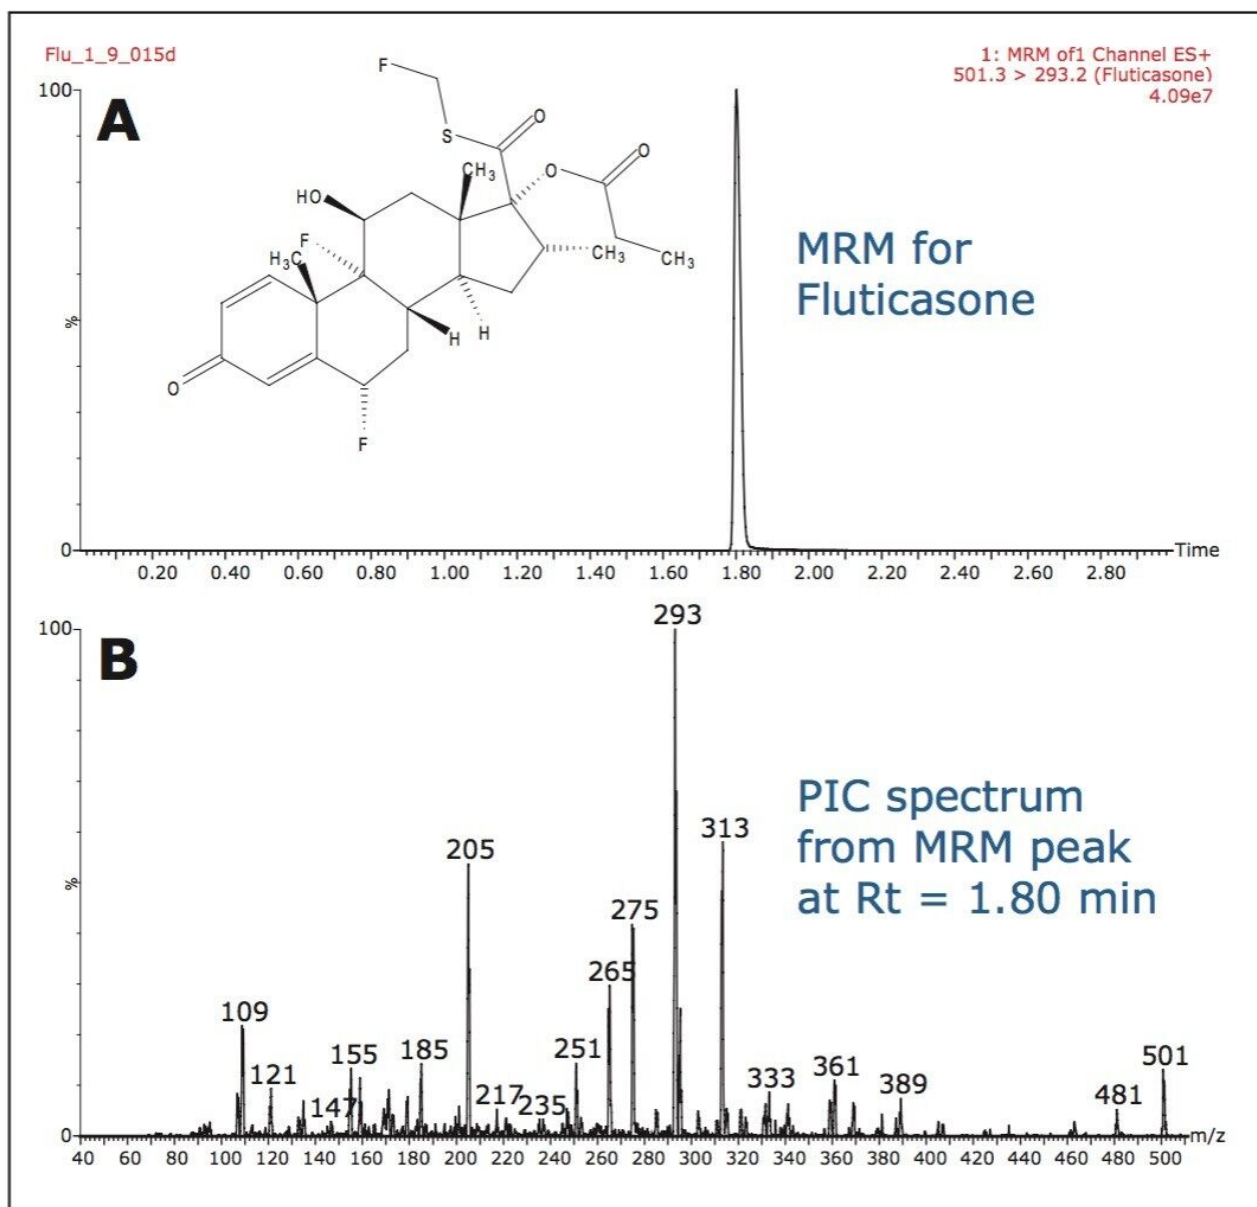 Flu_1_9_015d
1: MRM of1 Channel ES+
501.3 > 293.2 (Fluticasone)
4.09e7
100
A
F
S
O
O
O
CH3
HO
F
H3C
CH3
CH3
H
H
O
F
MRM for
Fluticasone
%
0
Time
0.20 0.40 0.60 0.80 1.00 1.20 1.40 1.60 1.80 2.00 2.20 2.40 2.60 2.80
100
B
293
PIC spectrum
from MRM peak
at Rt = 1.80 min
313
205
%
275
265
109
501
155
185
251
361
121
333
389
147
217
235
481
0
m/z
40 60 80 100 120 140 160 180 200 220 240 260 280 300 320 340 360 380 400 420 440 460 480 500